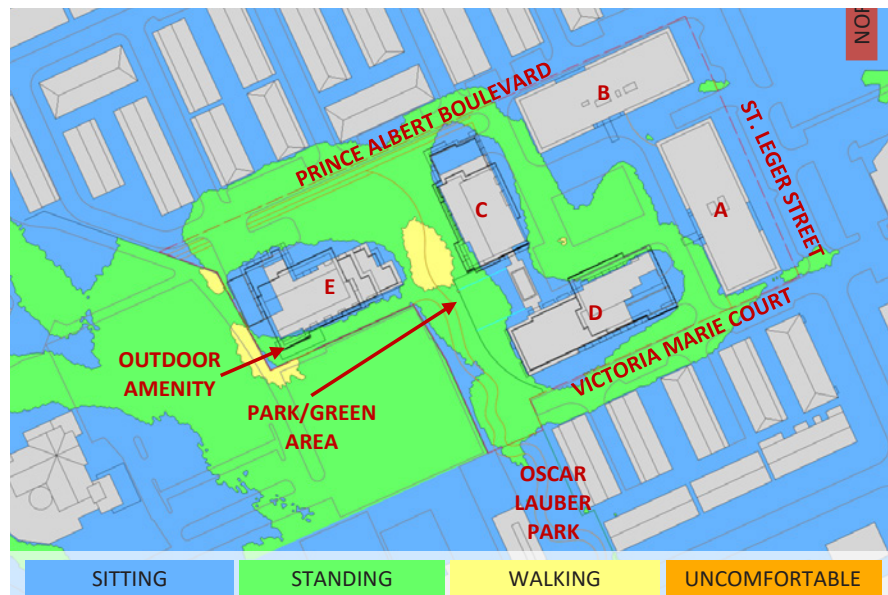 NOR
PRINCE ALBERT BOULEVARD
B
ST. LEGER STREET
A
C
E
D
OUTDOOR
AMENITY
PARK/GREEN
AREA
VICTORIA MARIE COURT
OSCAR
LAUBER
PARK
SITTING
STANDING
WALKING
UNCOMFORTABLE